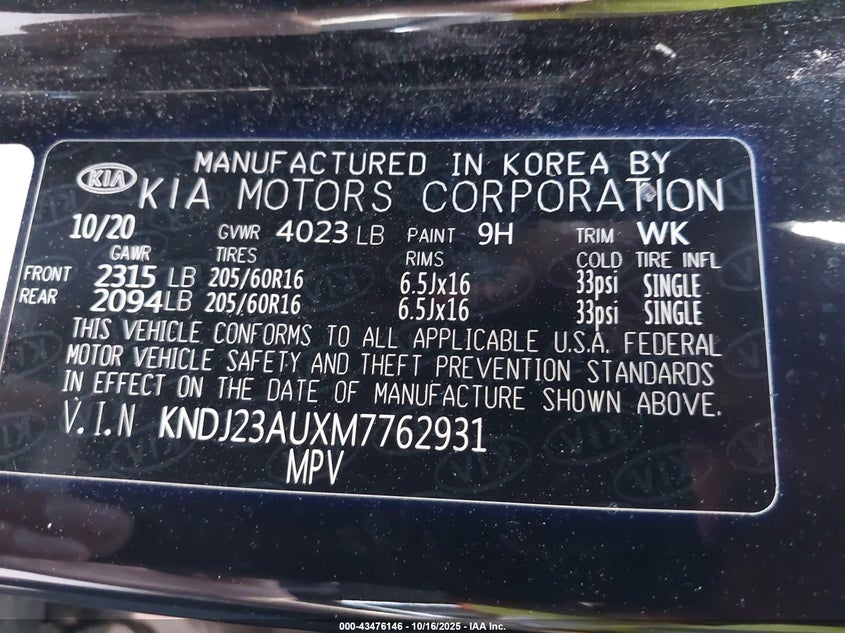 KIA MANUFACTURED IN KOREA BY
KIA MOTORS CORPORATION
10/20 GVWR 4023 LB PAINT 9H TRIM WK
GAWR TIRES RIMS COLD TIRE INFL
FRONT 2315 LB 205/60R16 6.5Jx16 33psi SINGLE
REAR 2094LB 205/60R16 6.5Jx16 33psi SINGLE
THIS VEHICLE CONFORMS TO ALL APPLICABLE U.S.A. FEDERAL
MOTOR VEHICLE SAFETY AND THEFT PREVENTION STANDARDS
IN EFFECT ON THE DATE OF MANUFACTURE SHOWN ABOVE.
V.I.N KNDJ23AUXM7762931
MPV
000-43476146 - 10/16/2025 - IAA Inc.